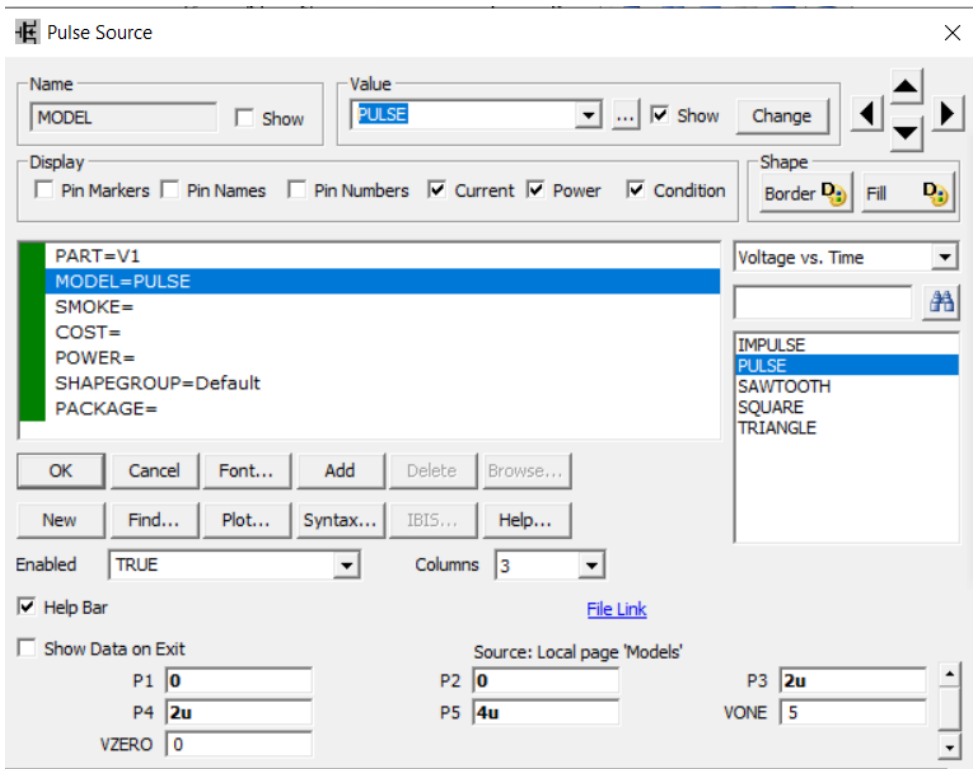 Pulse Source
Name
MODEL
Show
Value
PULSE
...
Show
Change
Display
Pin Markers
Pin Names
Pin Numbers
Current
Power
Condition
Shape
Border
Fill
PART=V1
MODEL=PULSE
SMOKE=
COST=
POWER=
SHAPEGROUP=Default
PACKAGE=
Voltage vs. Time
IMPULSE
PULSE
SAWTOOTH
SQUARE
TRIANGLE
OK
Cancel
Font...
Add
Delete
Browse...
New
Find...
Plot...
Syntax...
IBIS...
Help...
Enabled
TRUE
Columns
3
Help Bar
File Link
Show Data on Exit
Source: Local page 'Models'
P1 0
P2 0
P3 2u
P4 2u
P5 4u
VONE 5
VZERO 0